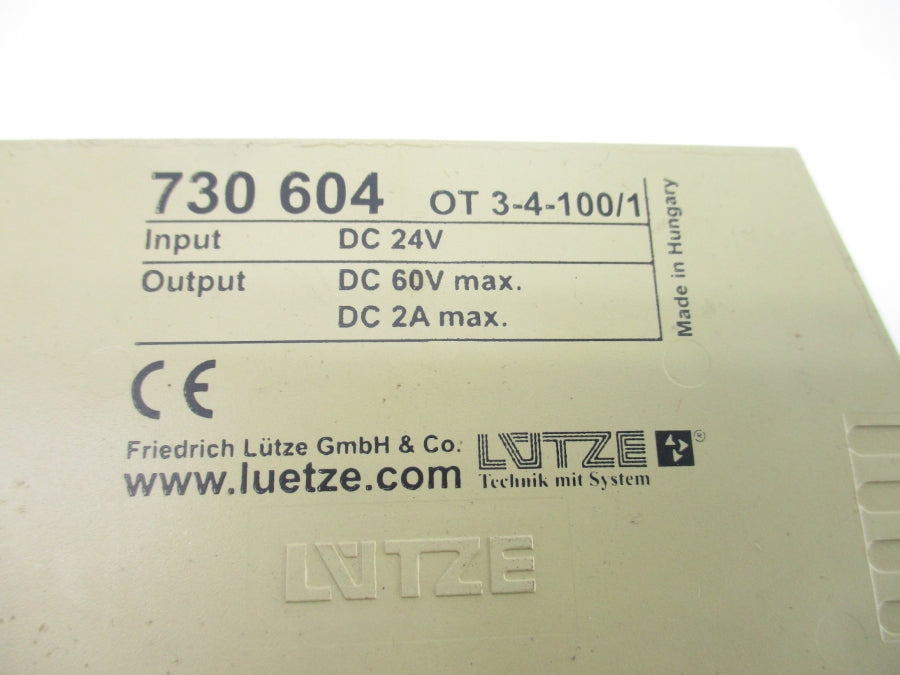 730 604 OT 3-4-100/1
Input DC 24V
Output DC 60V max.
DC 2A max.
Made in Hungary
CE
Friedrich Lütze GmbH & Co.
www.luetze.com
LÜTZE ®
Technik mit System
LÜTZE